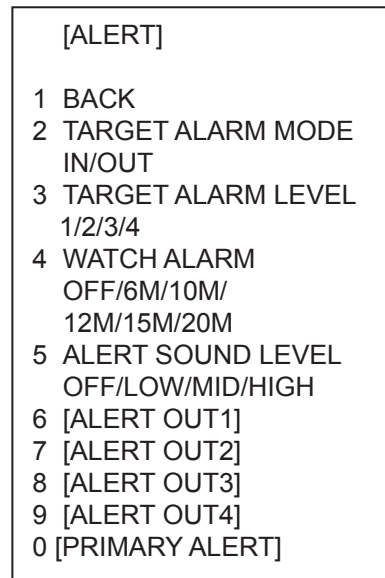 [ALERT]
1 BACK
2 TARGET ALARM MODE
IN/OUT
3 TARGET ALARM LEVEL
1/2/3/4
4 WATCH ALARM
OFF/6M/10M/
12M/15M/20M
5 ALERT SOUND LEVEL
OFF/LOW/MID/HIGH
6 [ALERT OUT1]
7 [ALERT OUT2]
8 [ALERT OUT3]
9 [ALERT OUT4]
0 [PRIMARY ALERT]